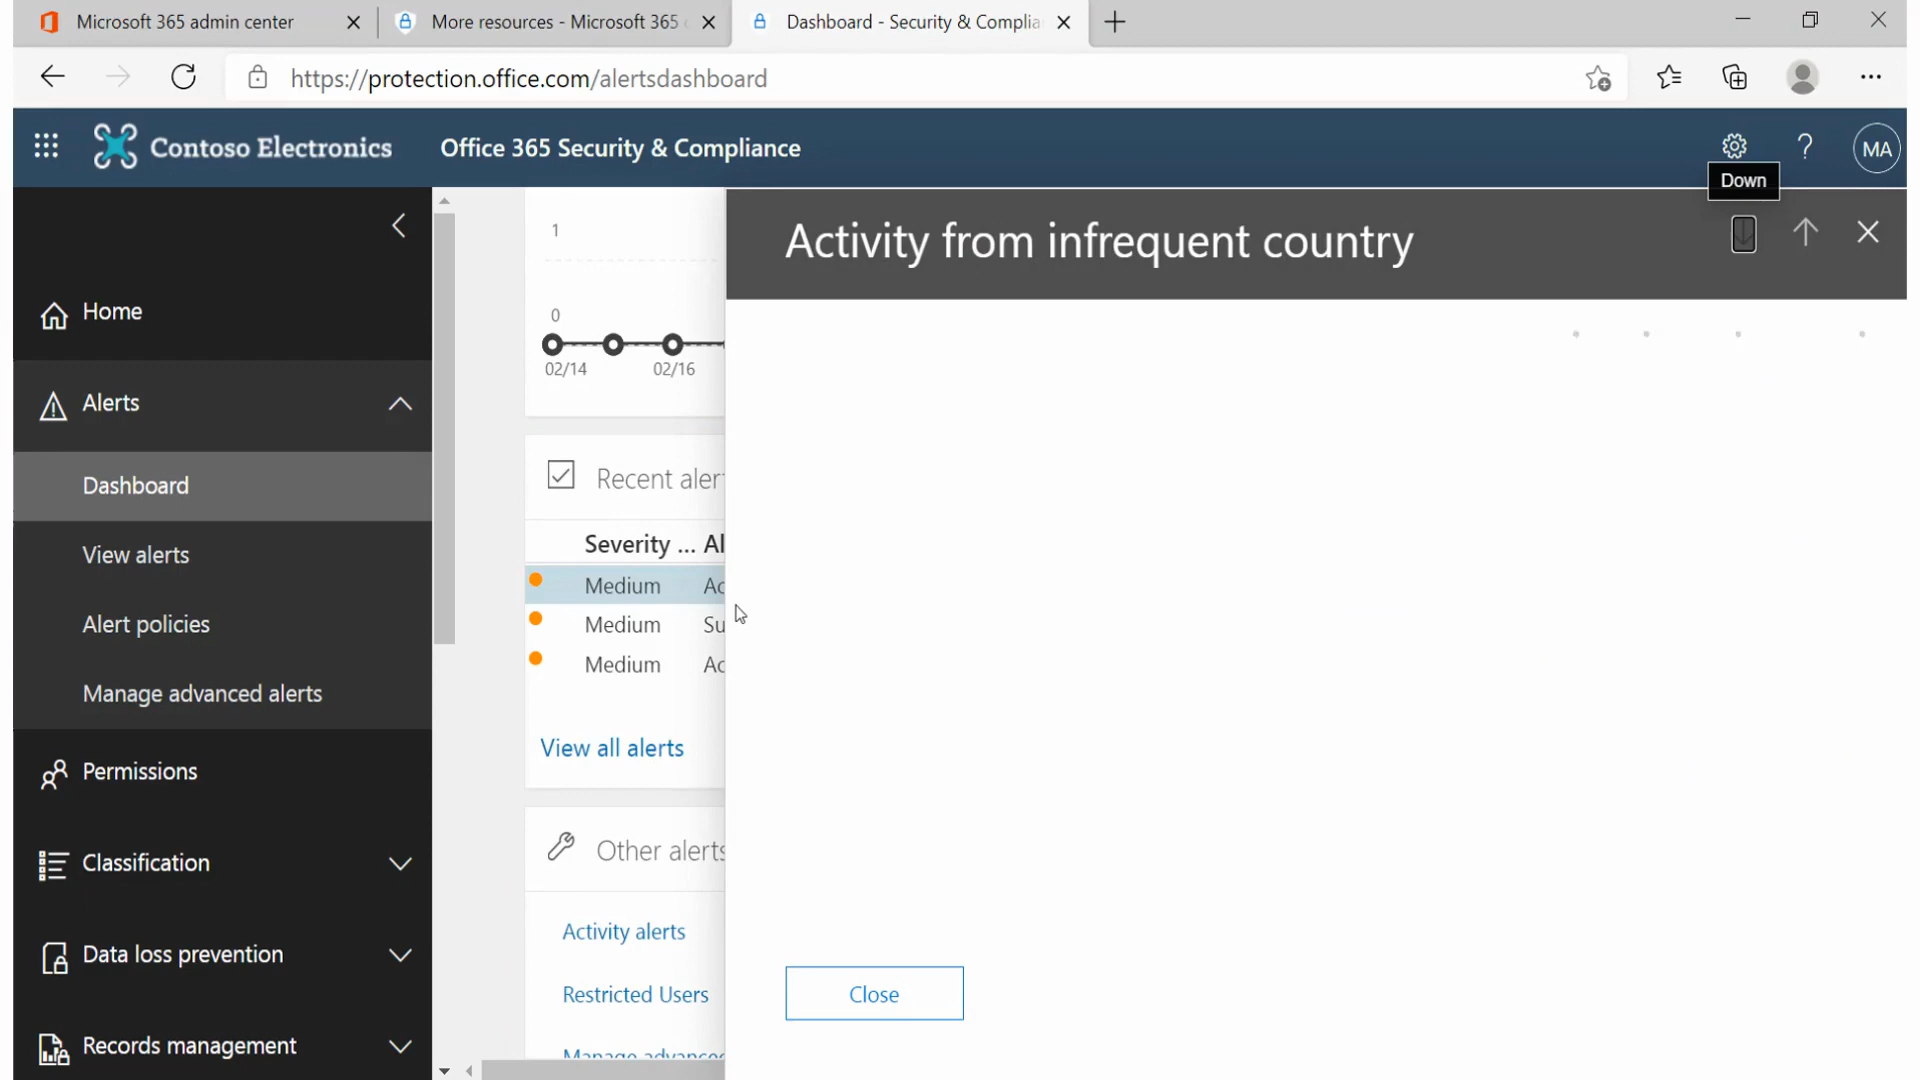 Microsoft 365 admin center
More resources - Microsoft 365
Dashboard - Security & Complia
https://protection.office.com/alertsdashboard
Contoso Electronics
Office 365 Security & Compliance
?
MA
Down
Activity from infrequent country
Home
Alerts
Dashboard
View alerts
Alert policies
Manage advanced alerts
Permissions
Classification
Data loss prevention
Records management
1
0
02/14 02/16
Recent aler
Severity ... Al
Medium Ac
Medium Su
Medium Ac
View all alerts
Other alerts
Activity alerts
Restricted Users
Manage advanced
Close